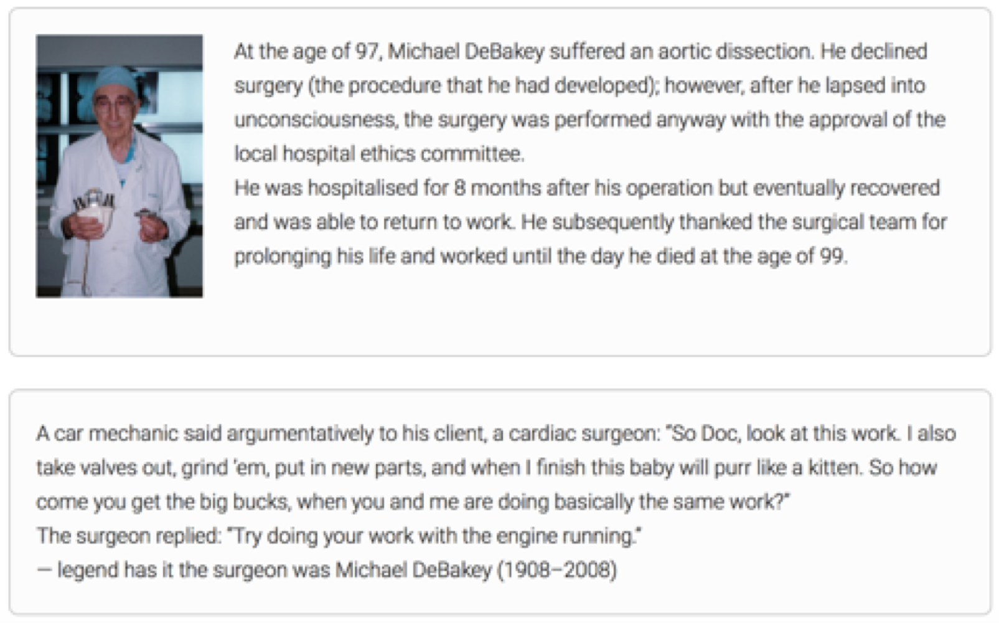 At the age of 97, Michael DeBakey suffered an aortic dissection. He declined
surgery (the procedure that he had developed); however, after he lapsed into
unconsciousness, the surgery was performed anyway with the approval of the
local hospital ethics committee.
He was hospitalised for 8 months after his operation but eventually recovered
and was able to return to work. He subsequently thanked the surgical team for
prolonging his life and worked until the day he died at the age of 99.
A car mechanic said argumentatively to his client, a cardiac surgeon: "So Doc, look at this work. I also
take valves out, grind 'em, put in new parts, and when I finish this baby will purr like a kitten. So how
come you get the big bucks, when you and me are doing basically the same work?"
The surgeon replied: "Try doing your work with the engine running."
— legend has it the surgeon was Michael DeBakey (1908–2008)